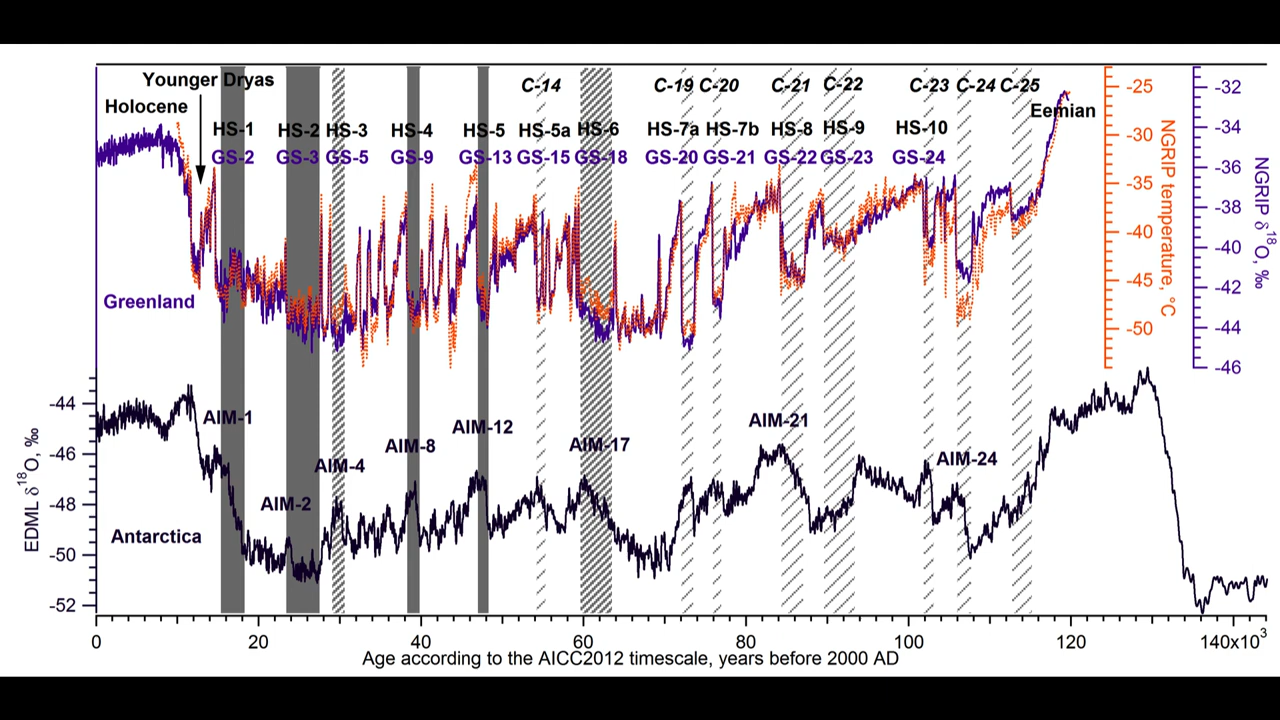 Younger Dryas
Holocene
C-14 C-19 C-20 C-21 C-22 C-23 C-24 C-25
Eemian
HS-1 HS-2 HS-3 HS-4 HS-5 HS-5a HS-6 HS-7a HS-7b HS-8 HS-9 HS-10
GS-2 GS-3 GS-5 GS-9 GS-13 GS-15 GS-18 GS-20 GS-21 GS-22 GS-23 GS-24
Greenland
-25
-30
-35
-40
-45
-50
NGRIP temperature, °C
-32
-34
-36
-38
-40
-42
-44
-46
NGRIP δ18O, ‰
-44
-46
-48
-50
-52
EDML δ18O, ‰
AIM-1
AIM-2
AIM-4
AIM-8
AIM-12
AIM-17
AIM-21
AIM-24
Antarctica
0 20 40 60 80 100 120 140x10³
Age according to the AICC2012 timescale, years before 2000 AD